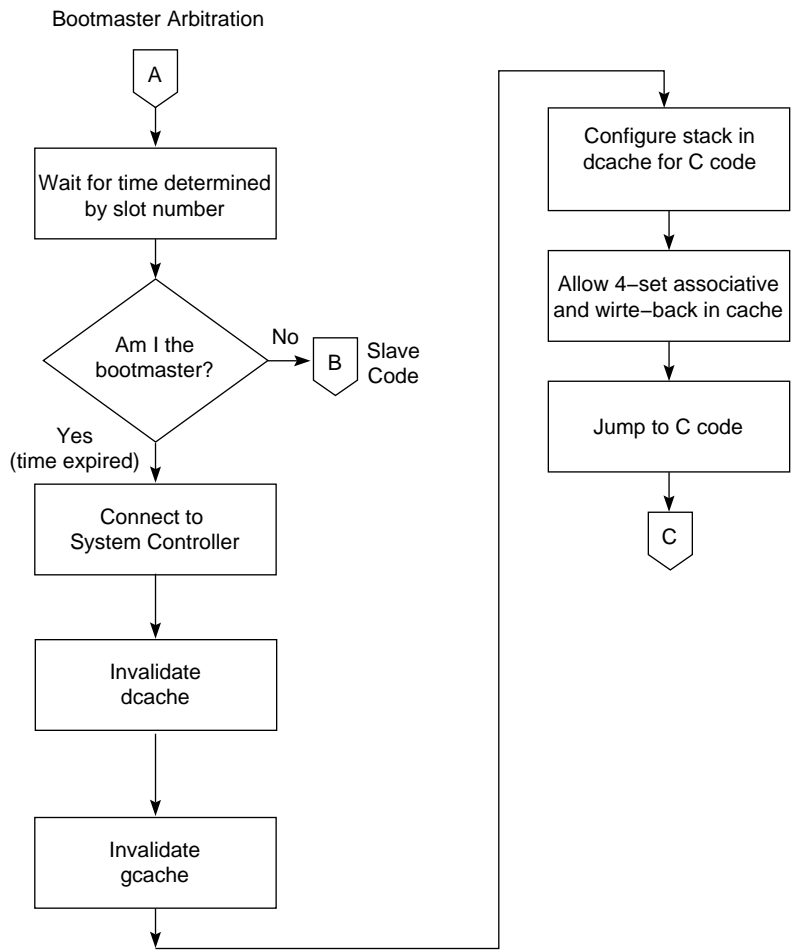 Bootmaster Arbitration
A
Wait for time determined
by slot number
Am I the
bootmaster?
No
B
Slave
Code
Yes
(time expired)
Connect to
System Controller
Invalidate
dcache
Invalidate
gcache
Configure stack in
dcache for C code
Allow 4−set associative
and wirte−back in cache
Jump to C code
C